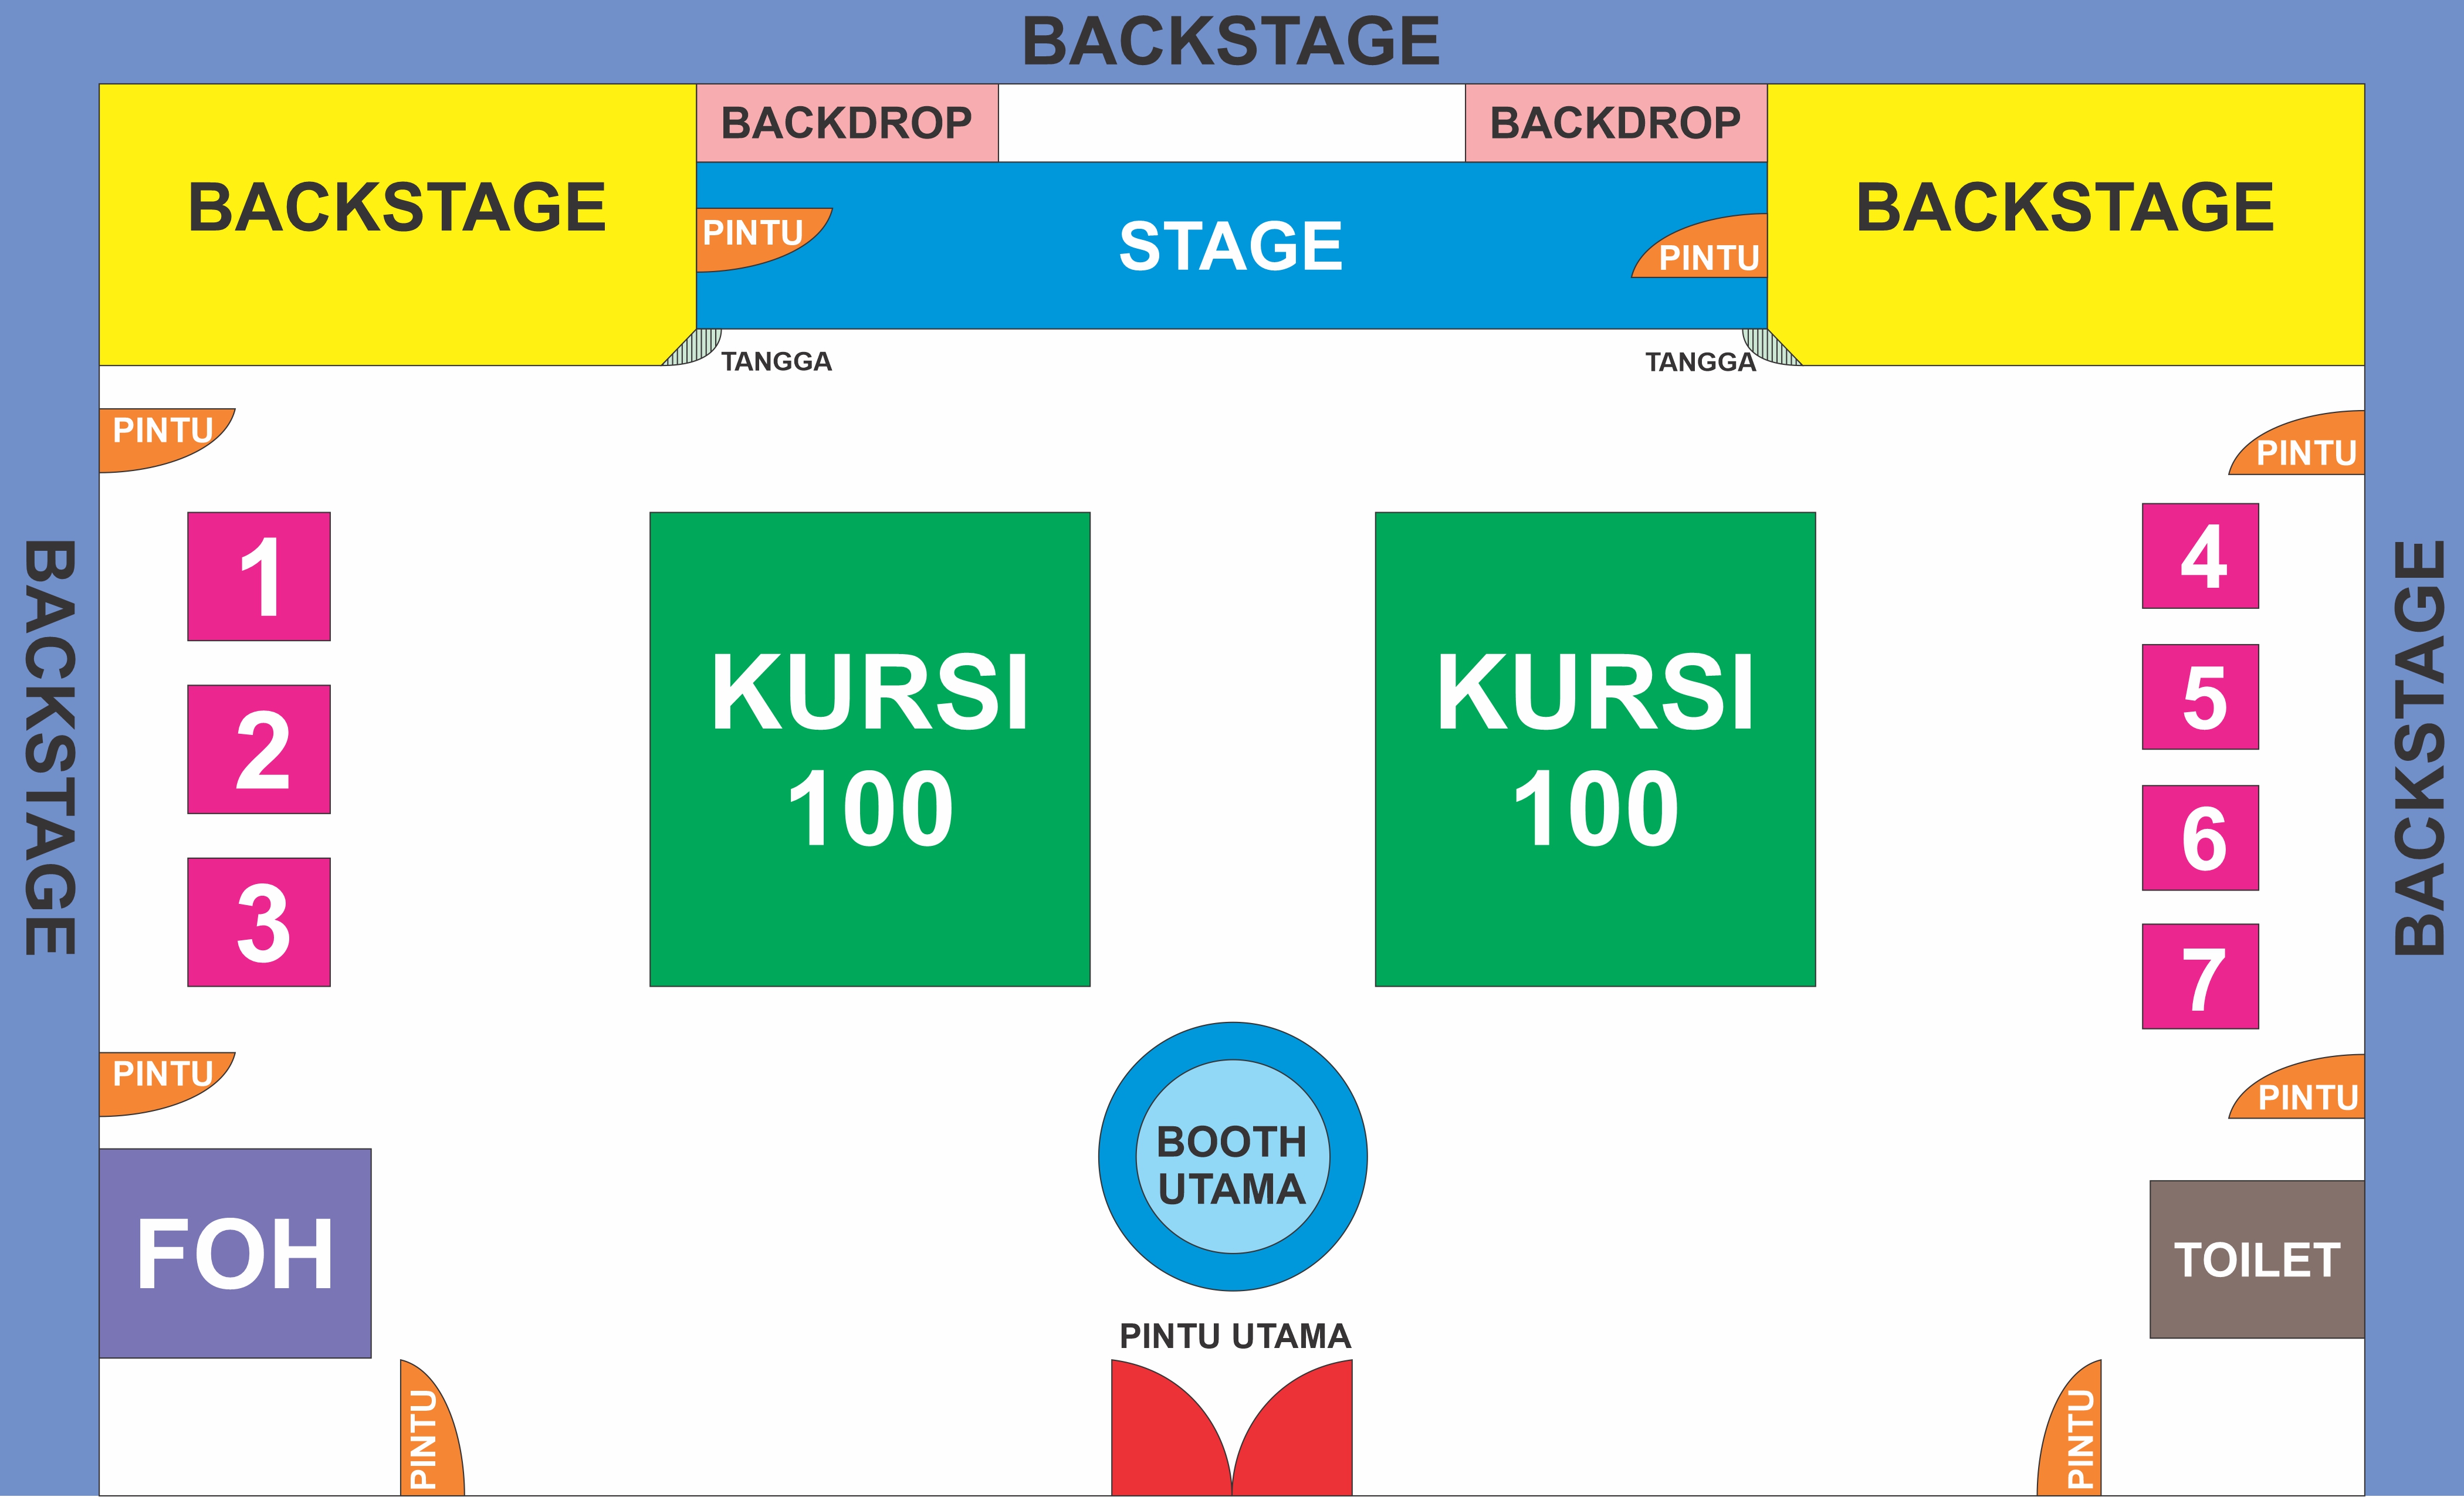 BACKSTAGE
BACKDROP
BACKDROP
BACKSTAGE
PINTU
STAGE
PINTU
BACKSTAGE
TANGGA
TANGGA
PINTU
PINTU
BACKSTAGE
1
2
3
KURSI
100
KURSI
100
4
5
6
7
BACKSTAGE
PINTU
PINTU
BOOTH
UTAMA
FOH
TOILET
PINTU UTAMA
PINTU
PINTU